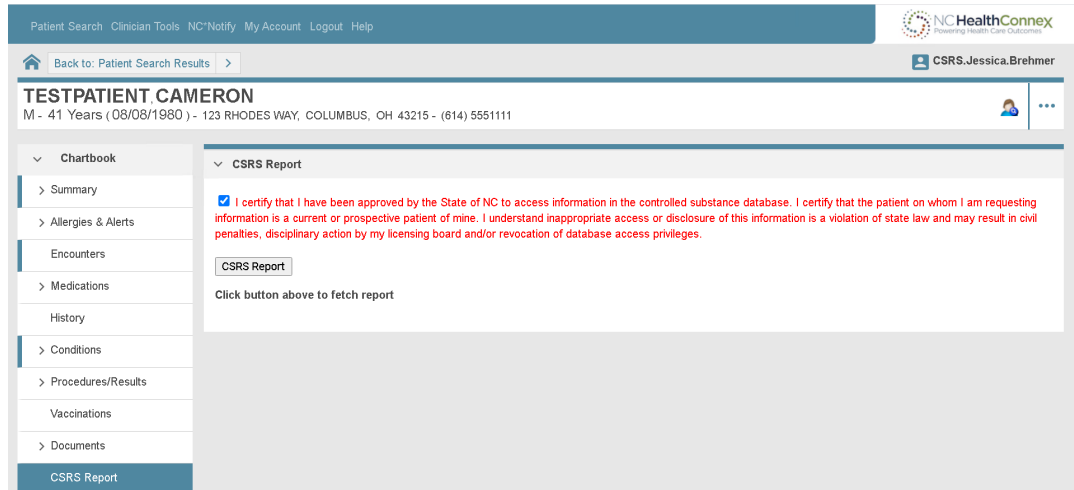 Patient Search Clinician Tools NC*Notify My Account Logout Help
NCHealthConnex
Powering Health Care Outcomes
Back to: Patient Search Results >
CSRS.Jessica.Brehmer
TESTPATIENT, CAMERON
M - 41 Years ( 08/08/1980 ) - 123 RHODES WAY, COLUMBUS, OH 43215 - (614) 5551111
Chartbook
Summary
Allergies & Alerts
Encounters
Medications
History
Conditions
Procedures/Results
Vaccinations
Documents
CSRS Report
CSRS Report
I certify that I have been approved by the State of NC to access information in the controlled substance database. I certify that the patient on whom I am requesting
information is a current or prospective patient of mine. I understand inappropriate access or disclosure of this information is a violation of state law and may result in civil
penalties, disciplinary action by my licensing board and/or revocation of database access privileges.
CSRS Report
Click button above to fetch report